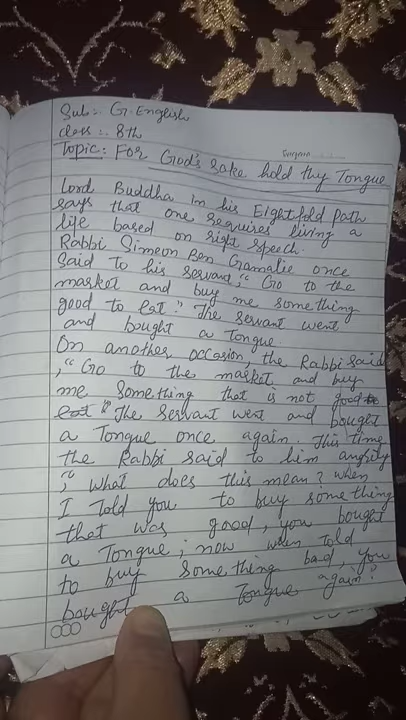 Sub:- G. English
class:- 8th
Topic: For God's sake hold thy Tongue
Lord Buddha in his Eightfold Path
says that one requires living a
life based on right speech.
Rabbi Simeon Ben Gamalie once
said to his servant, "Go to the
market and buy me something
good to eat." The servant went
and bought a Tongue.
On another occasion, the Rabbi said
, "Go to the market and buy
me something that is not good to
eat" The servant went and bought
a Tongue once again. This time
the Rabbi said to him angrily
, "What does this mean? when
I Told you to buy something
that was good, you bought
a Tongue; now when told
to buy something bad, you
bought a Tongue again?